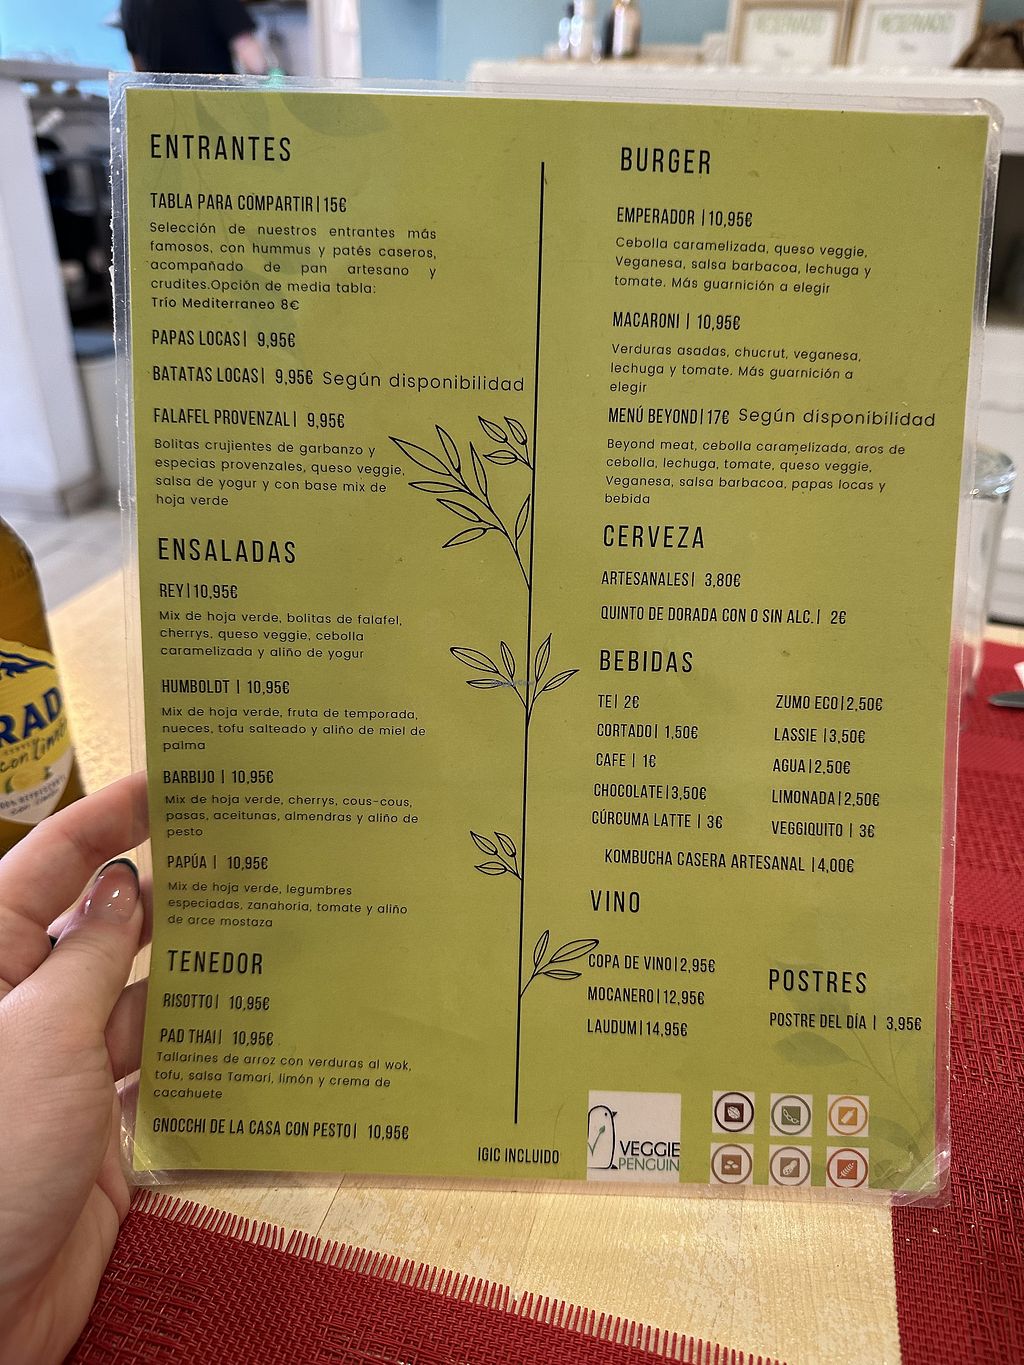 RESERVADO
RESERVADO
ENTRANTES
TABLA PARA COMPARTIR| 15€
Selección de nuestros entrantes más
famosos, con hummus y patés caseros,
acompañado de pan artesano y
crudites.Opción de media tabla:
Trío Mediterraneo 8€
PAPAS LOCAS| 9,95€
BATATAS LOCAS| 9,95€ Según disponibilidad
FALAFEL PROVENZAL| 9,95€
Bolitas crujientes de garbanzo y
especias provenzales, queso veggie,
salsa de yogur y con base mix de
hoja verde
ENSALADAS
REY|10,95€
Mix de hoja verde, bolitas de falafel,
cherrys. queso veggie, cebolla
caramelizada y aliño de yogur
HUMBOLDT | 10,95€
Mix de hoja verde, fruta de temporada,
nueces, tofu salteado y aliño de miel de
palma
BARBIJO | 10,95€
Mix de hoja verde, cherrys, cous-cous,
pasas, aceitunas, almendras y aliño de
pesto
PAPÚA | 10,95€
Mix de hoja verde, legumbres
especiadas, zanahoria, tomate y aliño
de arce mostaza
TENEDOR
RISOTTO| 10,95€
PAD THAI| 10,95€
Tallarines de arroz con verduras al wok,
tofu, salsa Tamari, limón y crema de
cacahuete
GNOCCHI DE LA CASA CON PESTO| 10,95€
BURGER
EMPERADOR |10,95€
Cebolla caramelizada, queso veggie,
Veganesa, salsa barbacoa, lechuga y
tomate. Más guarnición a elegir
MACARONI | 10,95€
Verduras asadas, chucrut, veganesa,
lechuga y tomate. Más guarnición a
elegir
MENÚ BEYOND|17€ Según disponibilidad
Beyond meat, cebolla caramelizada, aros de
cebolla, lechuga, tomate, queso veggie,
Veganesa, salsa barbacoa, papas locas y
bebida
CERVEZA
ARTESANALES| 3,80€
QUINTO DE DORADA CON O SIN ALC.| 2€
BEBIDAS
TE| 2€
CORTADO| 1,50€
CAFE | 1€
CHOCOLATE|3,50€
CÚRCUMA LATTE | 3€
ZUMO ECO|2,50€
LASSIE |3,50€
AGUA|2,50€
LIMONADA|2,50€
VEGGIQUITO | 3€
KOMBUCHA CASERA ARTESANAL |4,00€
VINO
COPA DE VINO|2,95€
MOCANERO|12,95€
LAUDUM|14,95€
POSTRES
POSTRE DEL DÍA | 3,95€
IGIC INCLUIDO
VEGGIE
PENGUIN
RAD
con Limón